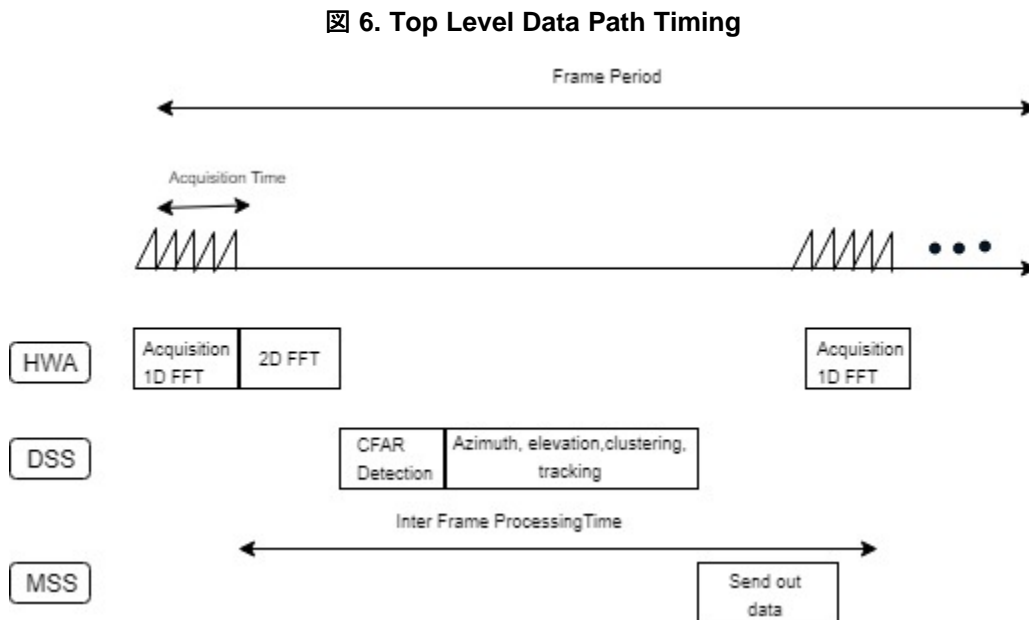 図 6. Top Level Data Path Timing
Frame Period
Acquisition Time
HWA
Acquisition
1D FFT
2D FFT
Acquisition
1D FFT
DSS
CFAR
Detection
Azimuth, elevation,clustering,
tracking
Inter Frame ProcessingTime
MSS
Send out
data